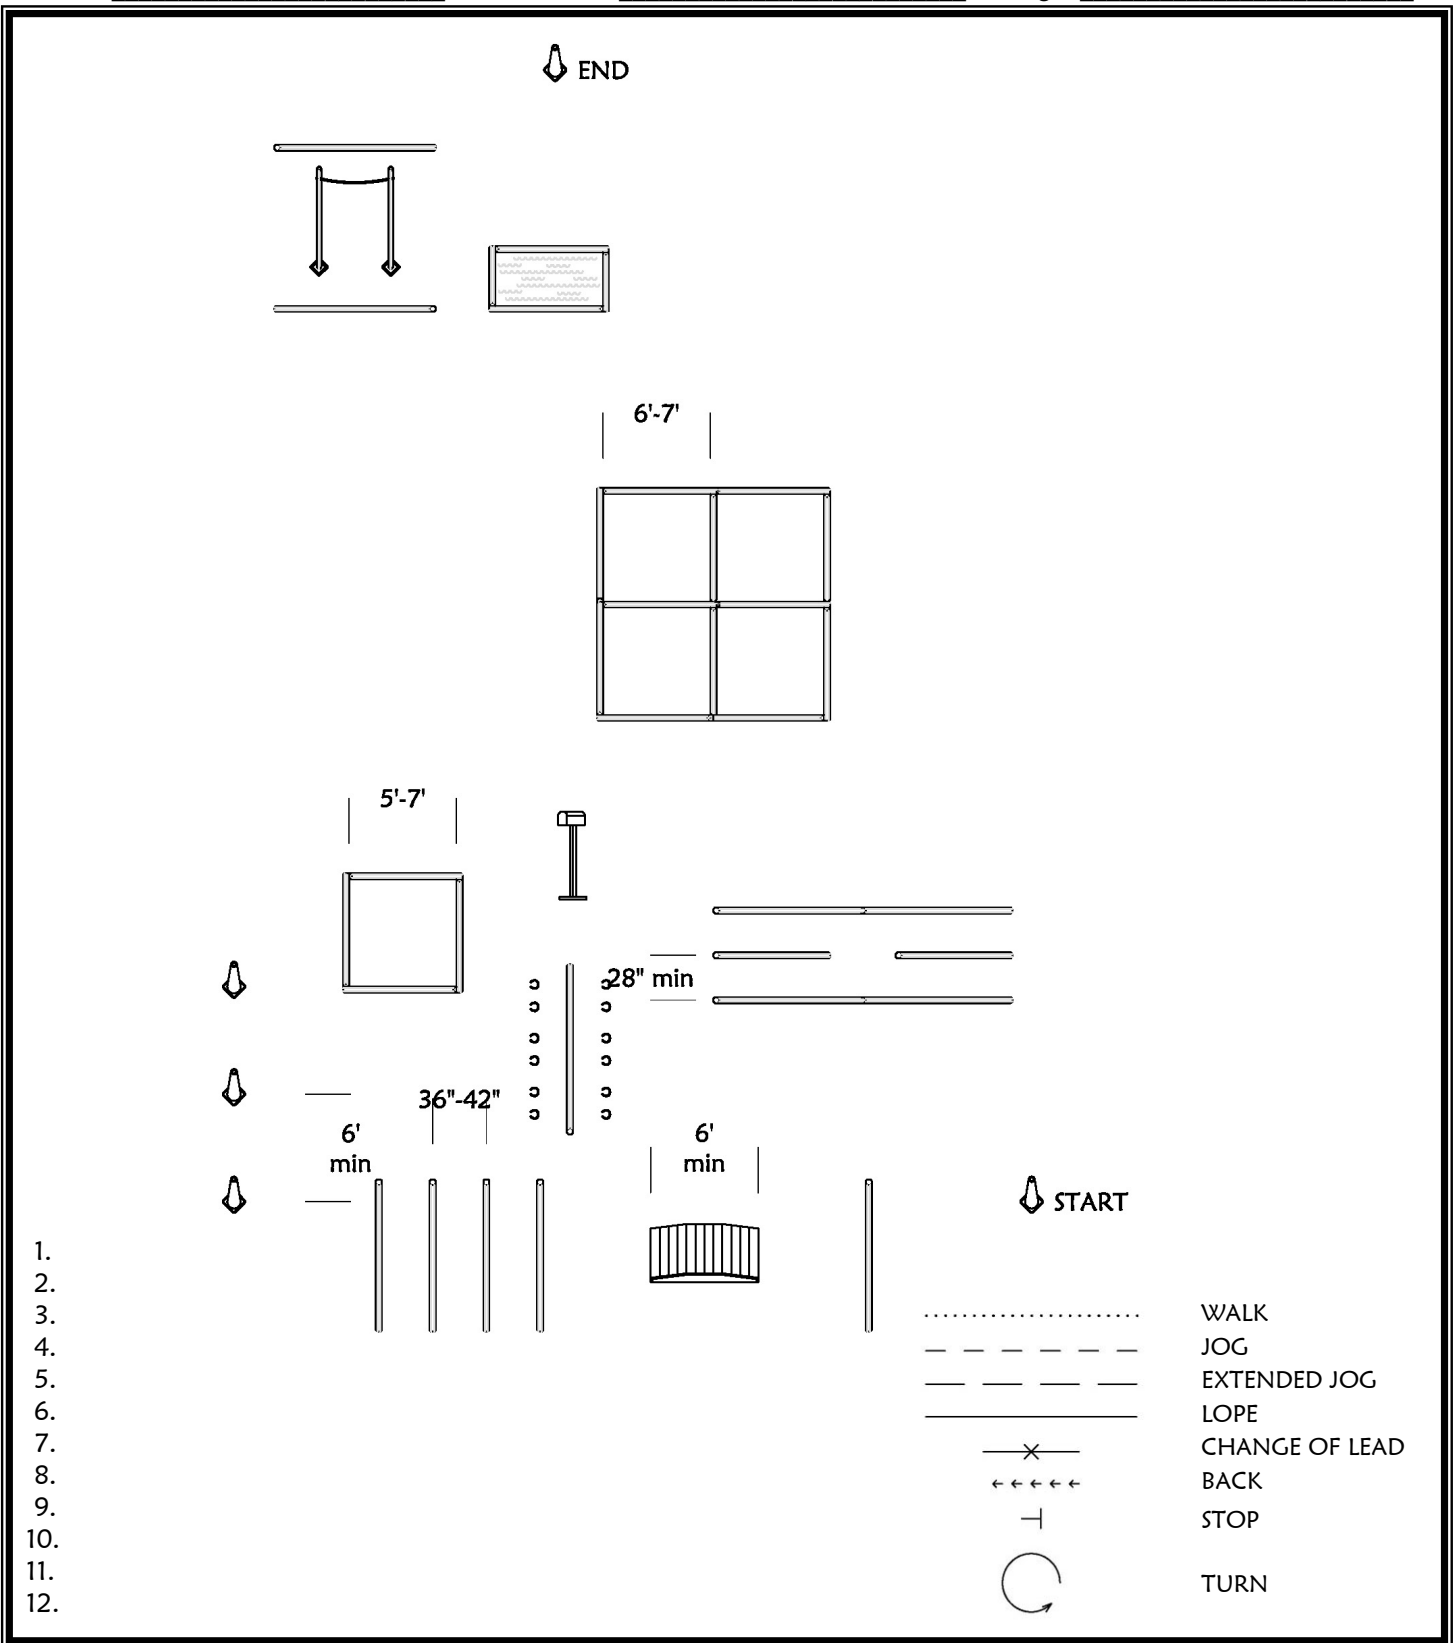 END
6'-7'
5'-7'
28" min
36"-42"
6'
min
6'
min
START
1.
2.
3.
4.
5.
6.
7.
8.
9.
10.
11.
12.
WALK
JOG
EXTENDED JOG
LOPE
CHANGE OF LEAD
BACK
STOP
TURN